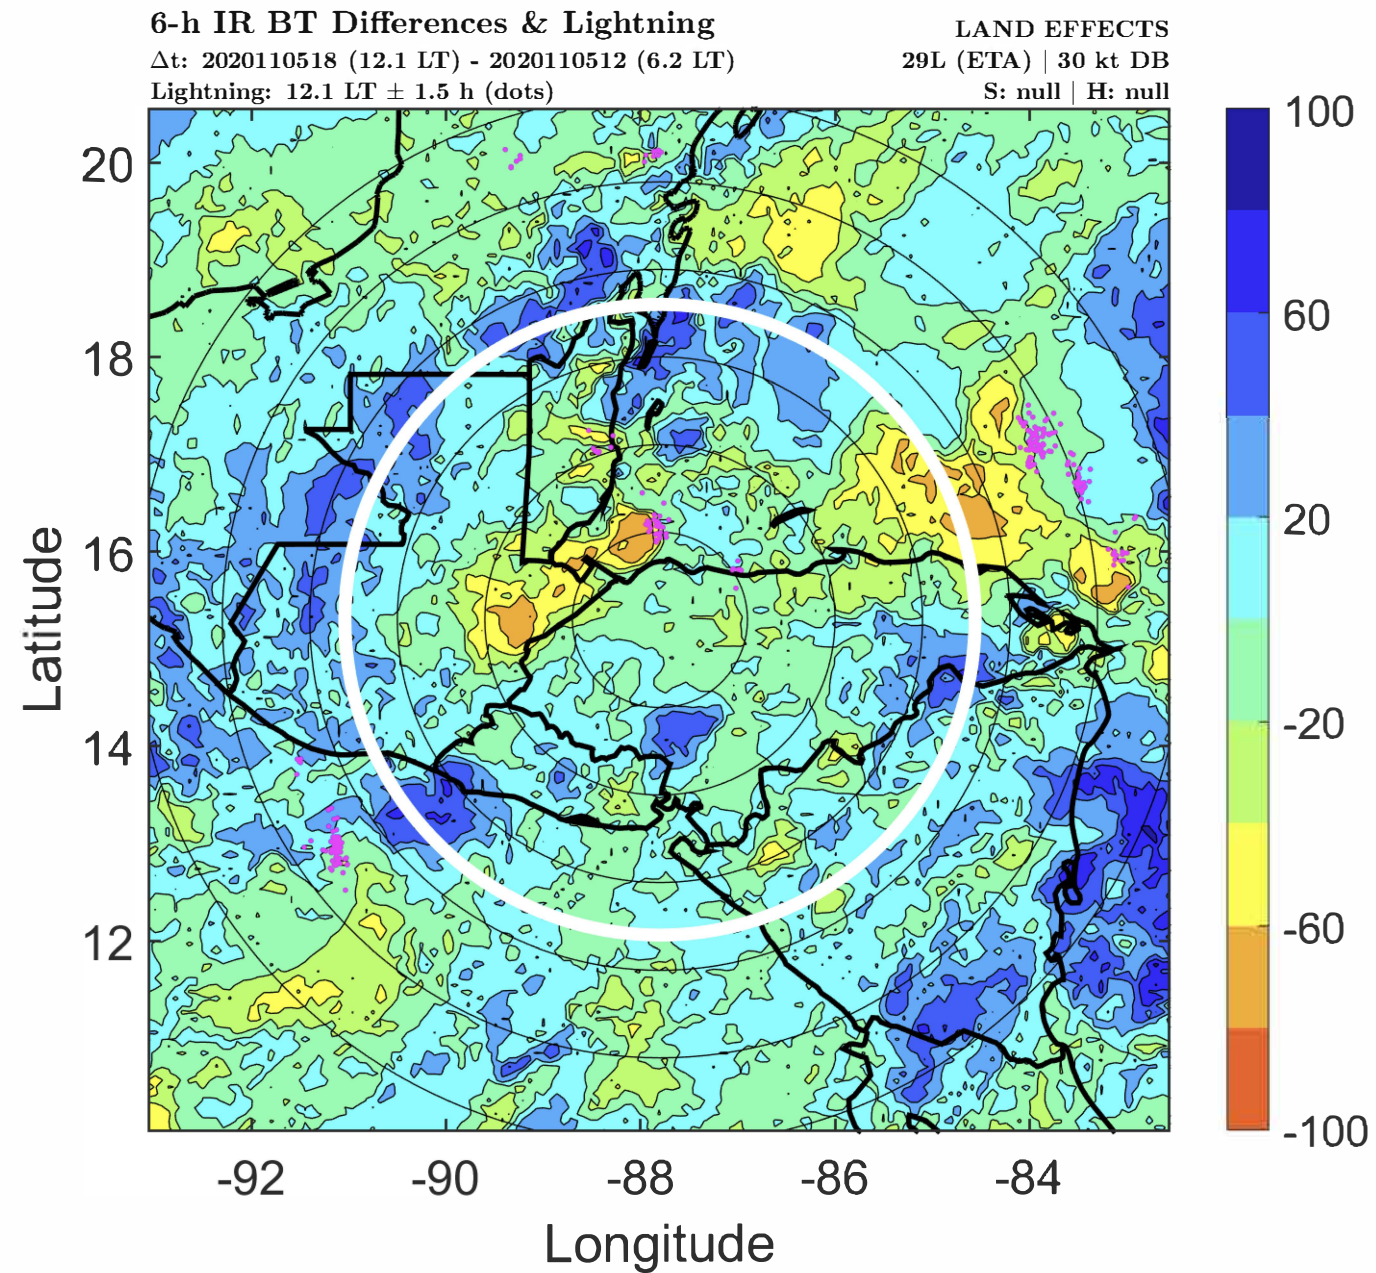 6-h IR BT Differences & Lightning
LAND EFFECTS
Δt: 2020110518 (12.1 LT) - 2020110512 (6.2 LT)
29L (ETA) | 30 kt DB
Lightning: 12.1 LT ± 1.5 h (dots)
S: null | H: null
100
60
20
-20
-60
-100
20
18
16
14
12
Latitude
-92
-90
-88
-86
-84
Longitude